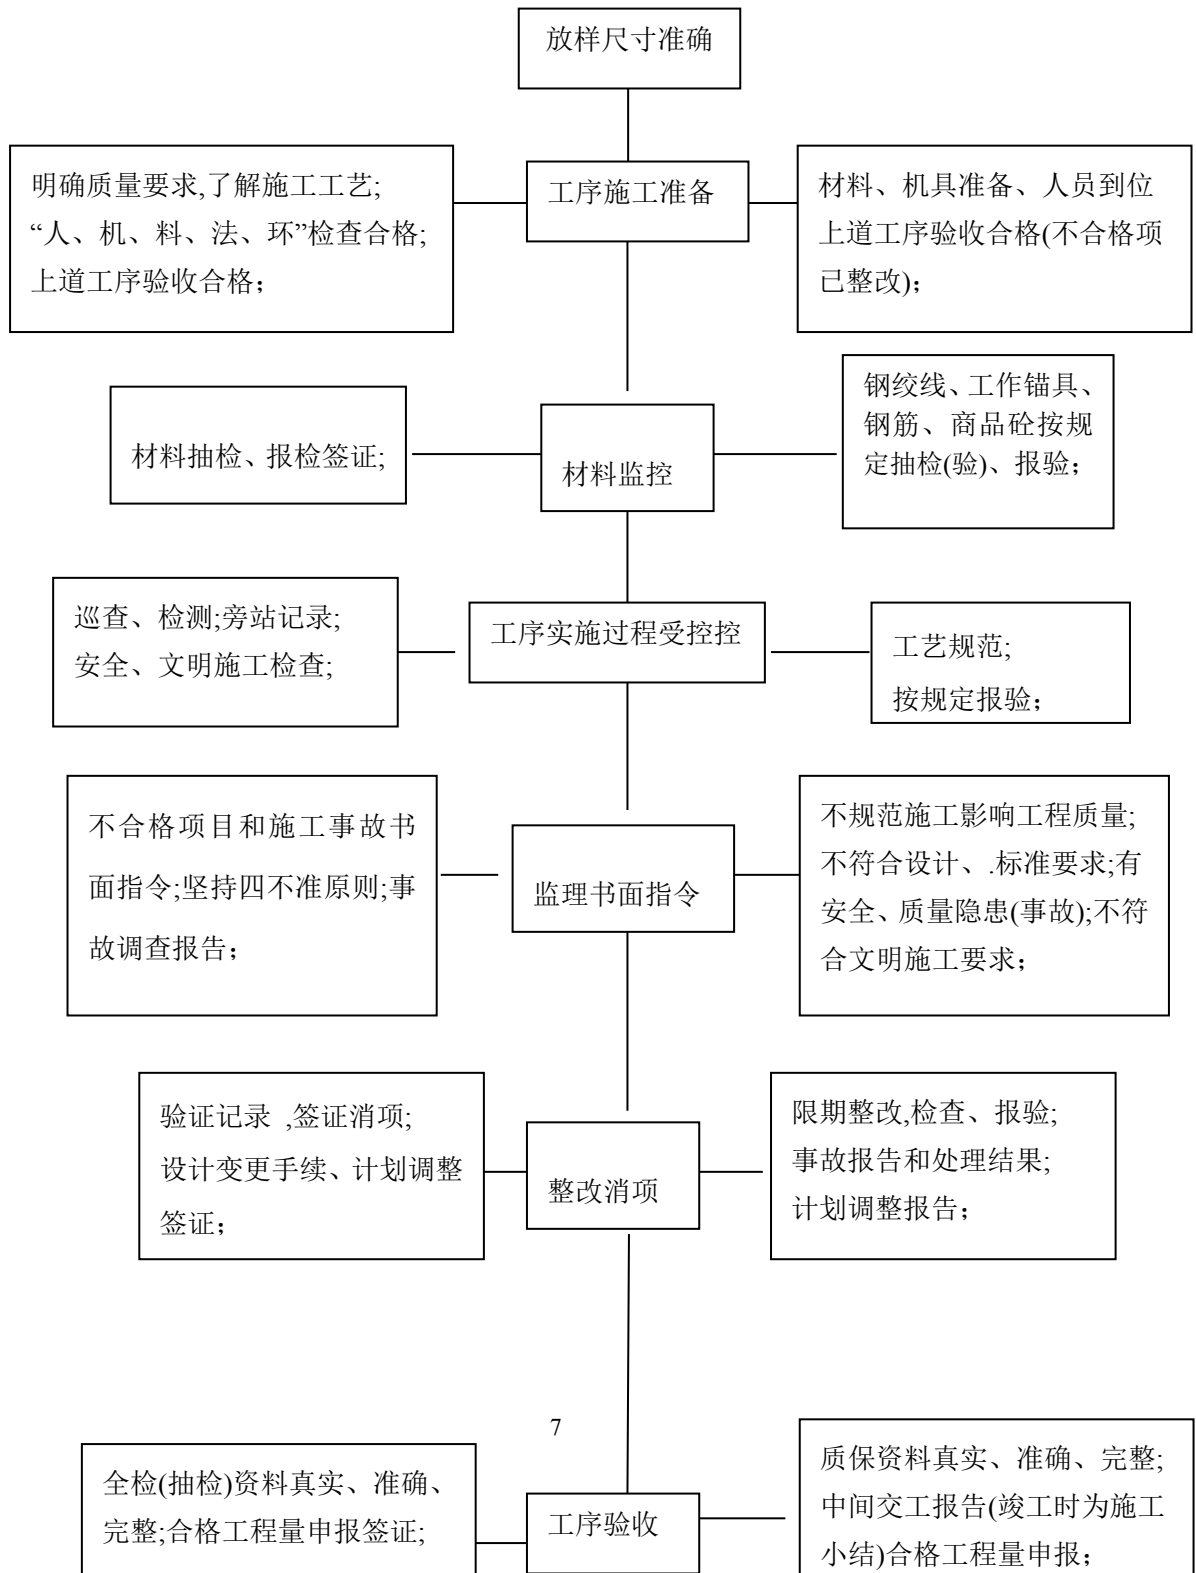 放样尺寸准确
明确质量要求,了解施工工艺;
“人、机、料、法、环”检查合格;
上道工序验收合格；
工序施工准备
材料、机具准备、人员到位
上道工序验收合格(不合格项
已整改)；
材料抽检、报检签证;
材料监控
钢绞线、工作锚具、
钢筋、商品砼按规
定抽检(验)、报验；
巡查、检测;旁站记录;
安全、文明施工检查;
工序实施过程受控控
工艺规范;
按规定报验；
不合格项目和施工事故书
面指令;坚持四不准原则;事
故调查报告；
监理书面指令
不规范施工影响工程质量;
不符合设计、.标准要求;有
安全、质量隐患(事故);不符
合文明施工要求；
验证记录 ,签证消项;
设计变更手续、计划调整
签证；
整改消项
限期整改,检查、报验;
事故报告和处理结果;
计划调整报告；
7
全检(抽检)资料真实、准确、
完整;合格工程量申报签证;
工序验收
质保资料真实、准确、完整;
中间交工报告(竣工时为施工
小结)合格工程量申报；